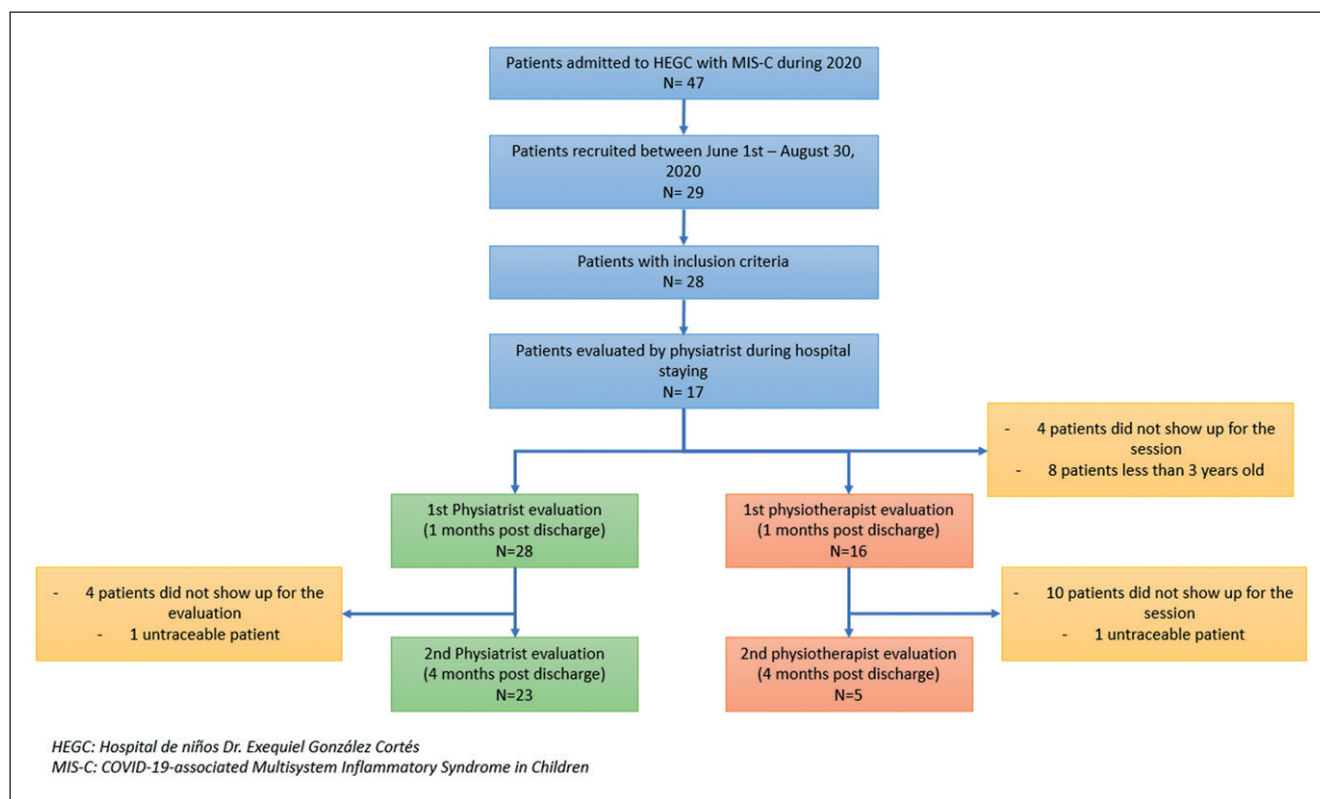 Patients admitted to HEGC with MIS-C during 2020
N= 47
Patients recruited between June 1st – August 30,
2020
N= 29
Patients with inclusion criteria
N= 28
Patients evaluated by physiatrist during hospital
staying
N= 17
- 4 patients did not show up for the
session
- 8 patients less than 3 years old
1st Physiatrist evaluation
(1 months post discharge)
N=28
1st physiotherapist evaluation
(1 months post discharge)
N=16
- 4 patients did not show up for the
evaluation
- 1 untraceable patient
- 10 patients did not show up for the
session
- 1 untraceable patient
2nd Physiatrist evaluation
(4 months post discharge)
N=23
2nd physiotherapist evaluation
(4 months post discharge)
N=5
HEGC: Hospital de niños Dr. Exequiel González Cortés
MIS-C: COVID-19-associated Multisystem Inflammatory Syndrome in Children